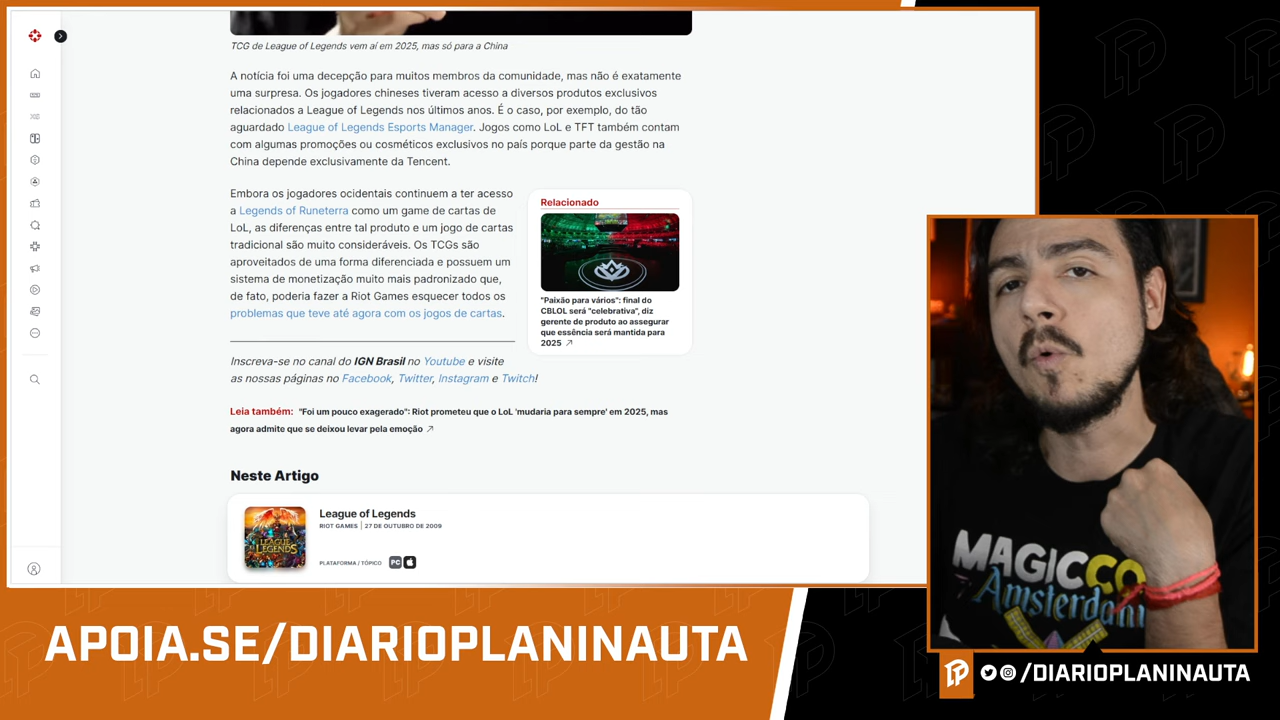 TCG de League of Legends vem aí em 2025, mas só para a China
A notícia foi uma decepção para muitos membros da comunidade, mas não é exatamente
uma surpresa. Os jogadores chineses tiveram acesso a diversos produtos exclusivos
relacionados a League of Legends nos últimos anos. É o caso, por exemplo, do tão
aguardado League of Legends Esports Manager. Jogos como LoL e TFT também contam
com algumas promoções ou cosméticos exclusivos no país porque parte da gestão na
China depende exclusivamente da Tencent.
Embora os jogadores ocidentais continuem a ter acesso
a Legends of Runeterra como um game de cartas de
LoL, as diferenças entre tal produto e um jogo de cartas
tradicional são muito consideráveis. Os TCGs são
aproveitados de uma forma diferenciada e possuem um
sistema de monetização muito mais padronizado que,
de fato, poderia fazer a Riot Games esquecer todos os
problemas que teve até agora com os jogos de cartas.
Relacionado
"Paixão para vários": final do
CBLOL será "celebrativa", diz
gerente de produto ao assegurar
que essência será mantida para
2025
Inscreva-se no canal do IGN Brasil no Youtube e visite
as nossas páginas no Facebook, Twitter, Instagram e Twitch!
Leia também: "Foi um pouco exagerado": Riot prometeu que o LoL 'mudaria para sempre' em 2025, mas
agora admite que se deixou levar pela emoção
Neste Artigo
LEAGUE
LEGENDS
League of Legends
RIOT GAMES | 27 DE OUTUBRO DE 2009
PLATAFORMA / TÓPICO PC
MAGICCO
Amsterdam
APOIA.SE/DIARIOPLANINAUTA
/DIARIOPLANINAUTA